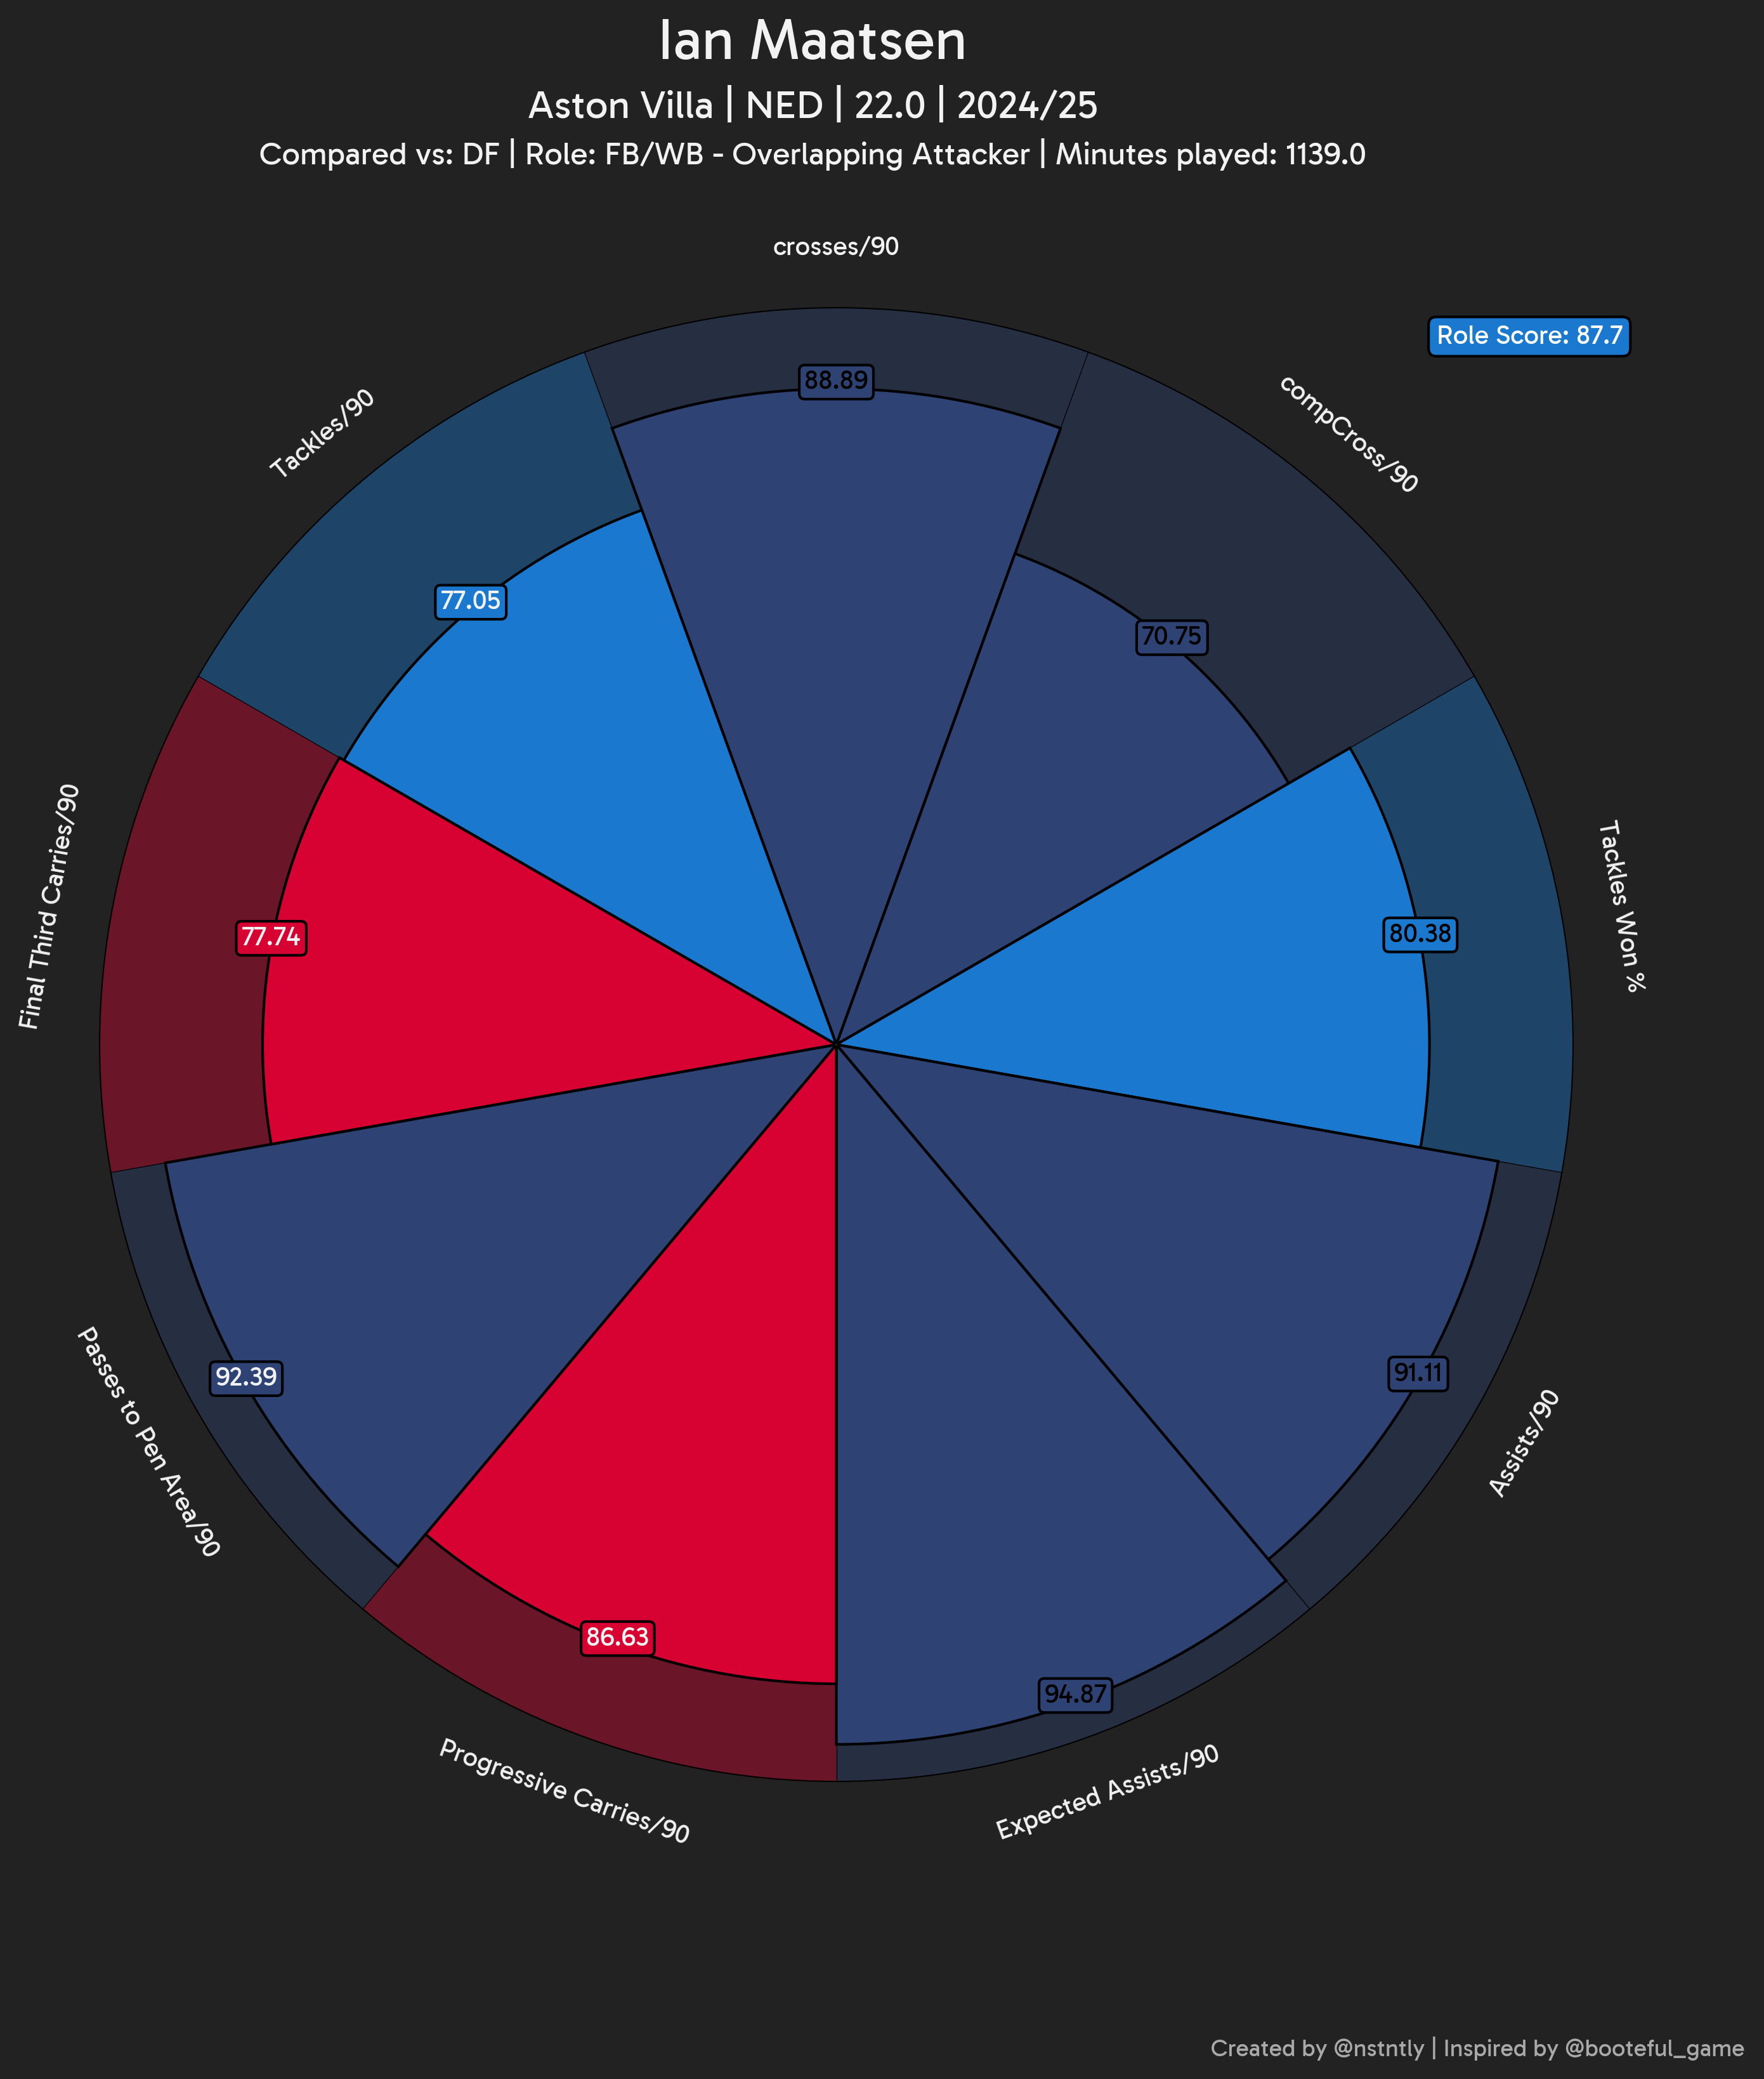 Ian Maatsen
Aston Villa | NED | 22.0 | 2024/25
Compared vs: DF | Role: FB/WB - Overlapping Attacker | Minutes played: 1139.0
crosses/90
Role Score: 87.7
88.89
compCross/90
Tackles/90
77.05
70.75
Final Third Carries/90
77.74
80.38
Tackles Won %
Passes to Pen Area/90
92.39
91.11
Assists/90
86.63
94.87
Progressive Carries/90
Expected Assists/90
Created by @nstntly | Inspired by @booteful_game